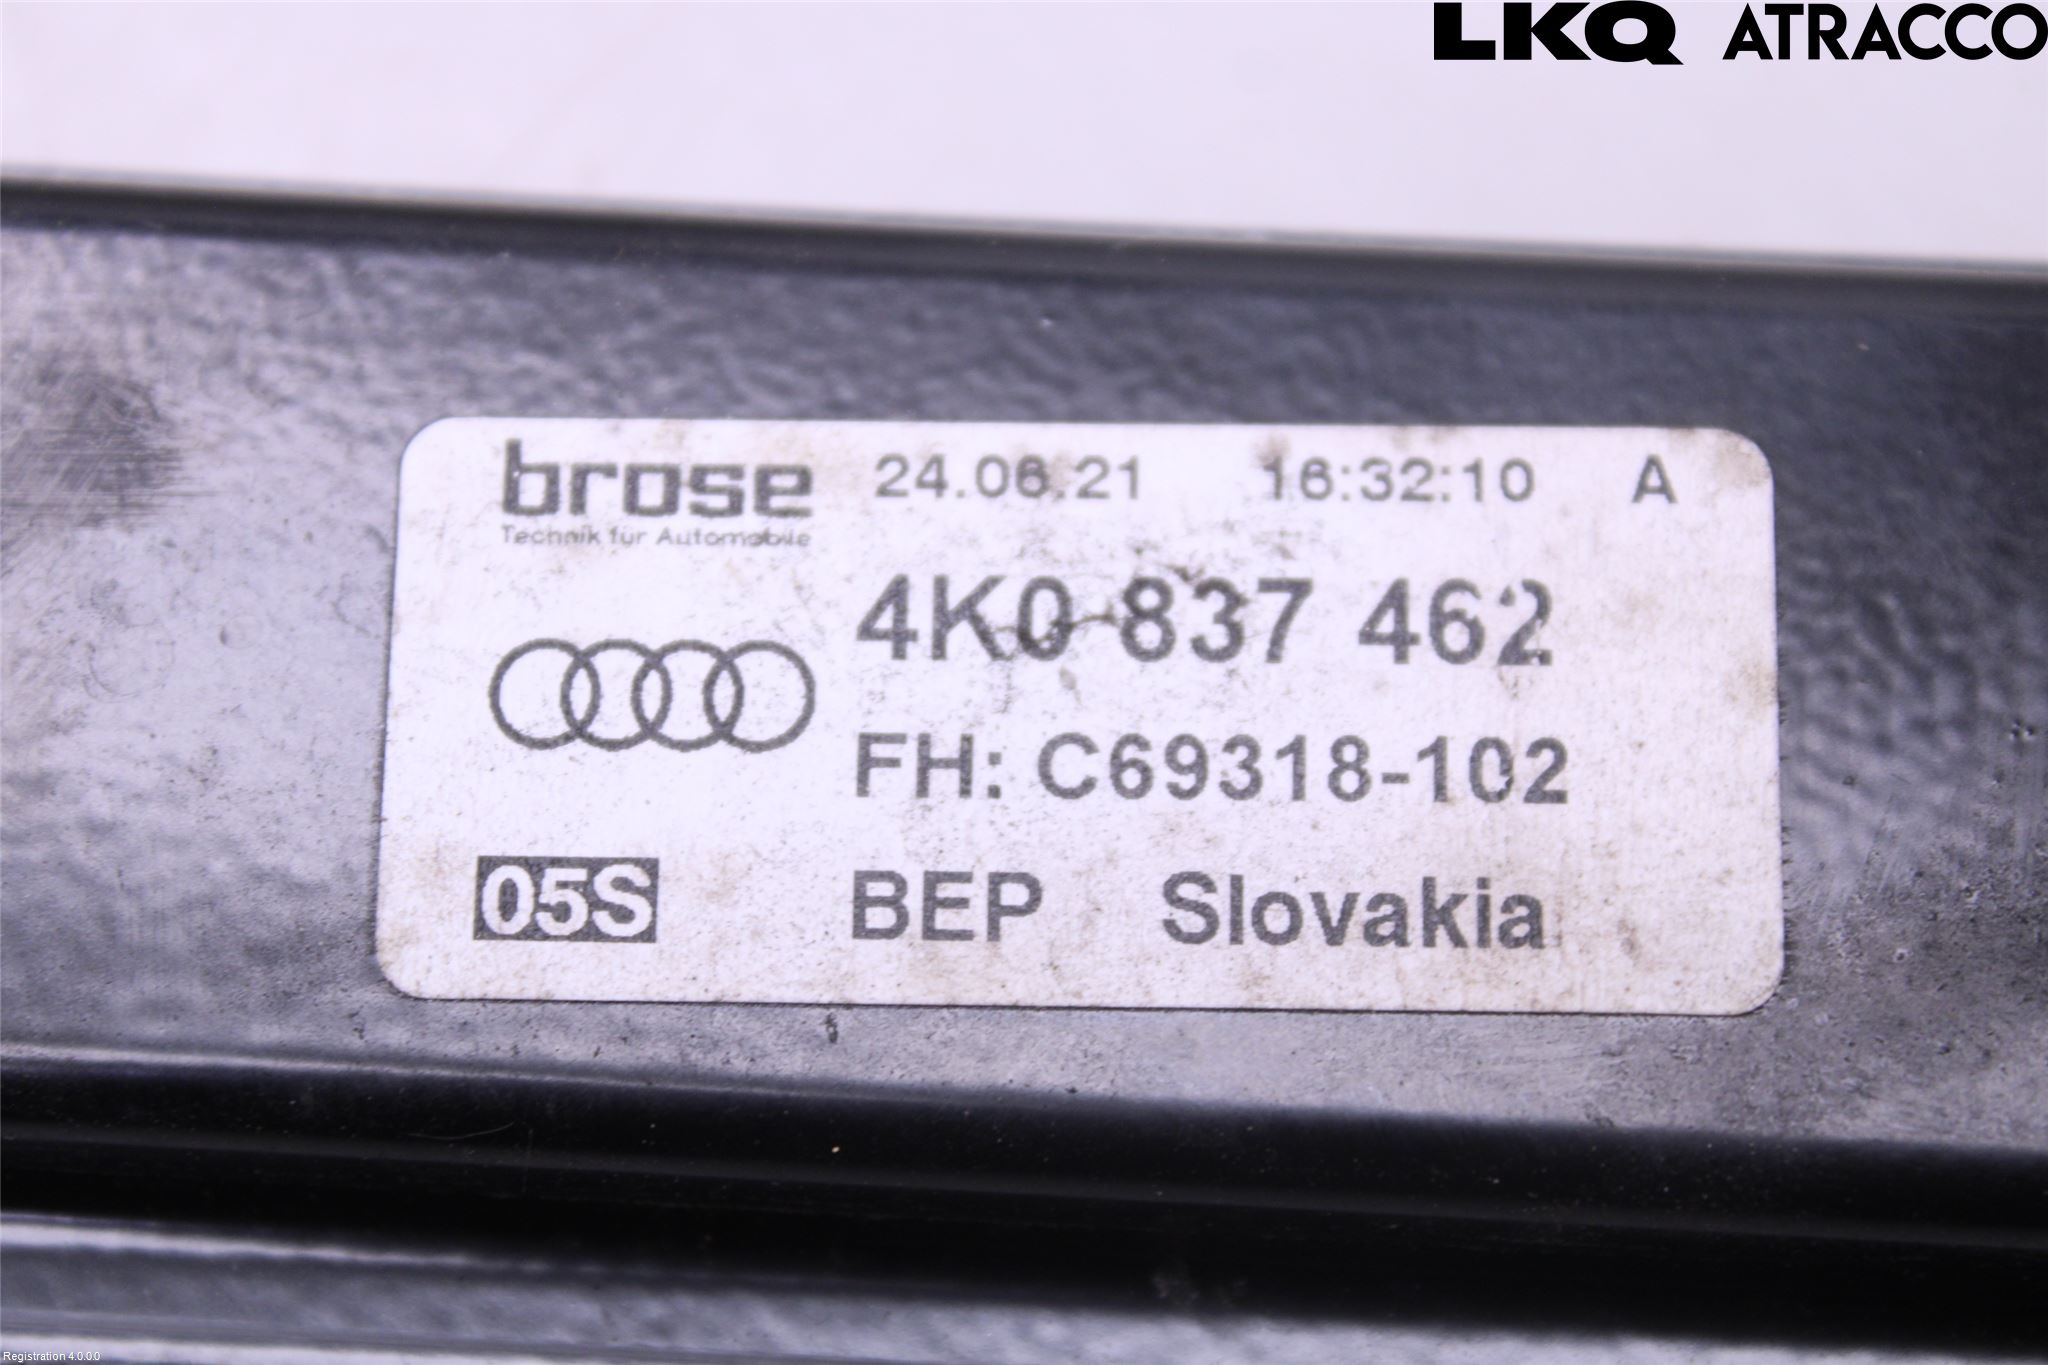 LKQ ATRACCO
brose 24.06.21 16:32:10 A
Technik für Automobile
4K0 837 462
FH: C69318-102
05S BEP Slovakia
Registration 4.0.0.0